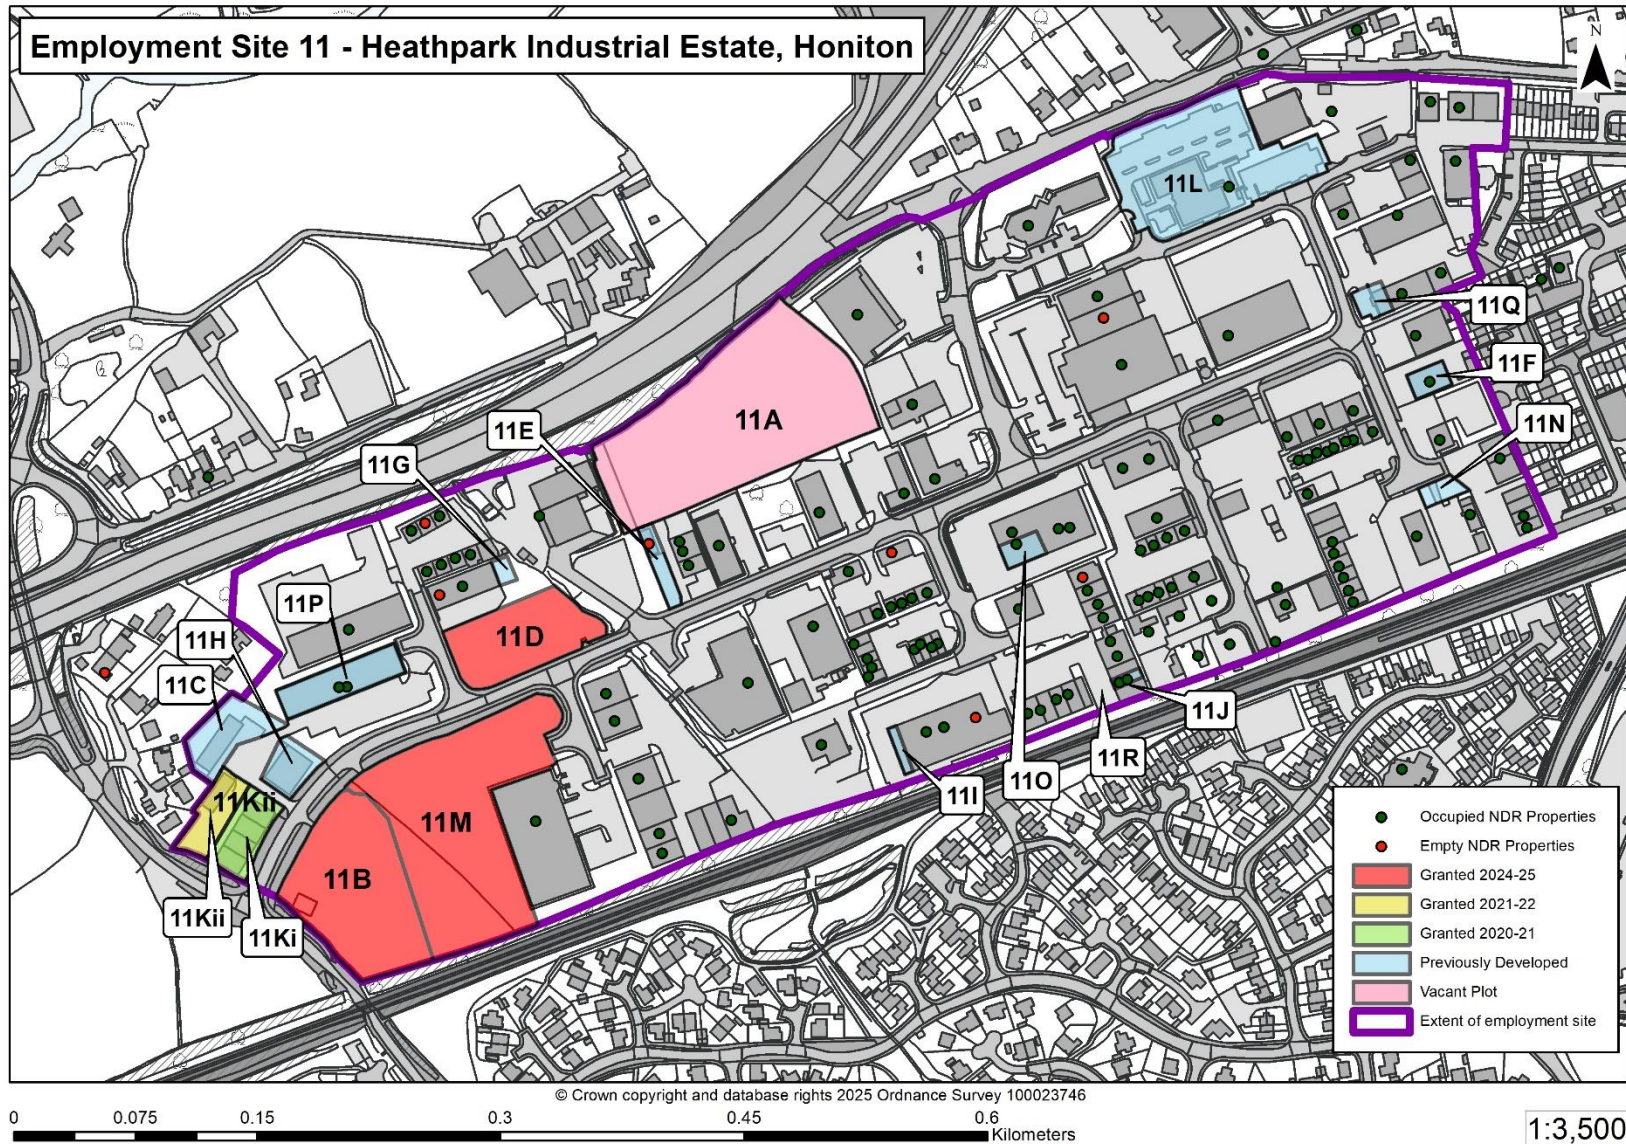 Employment Site 11 - Heathpark Industrial Estate, Honiton
N
11L
11Q
11F
11N
11A
11E
11G
11P
11H
11C
11D
11Kii
11M
11B
11Kii
11Ki
11I
11O
11R
11J
Occupied NDR Properties
Empty NDR Properties
Granted 2024-25
Granted 2021-22
Granted 2020-21
Previously Developed
Vacant Plot
Extent of employment site
© Crown copyright and database rights 2025 Ordnance Survey 100023746
0 0.075 0.15 0.3 0.45 0.6
Kilometers
1:3,500